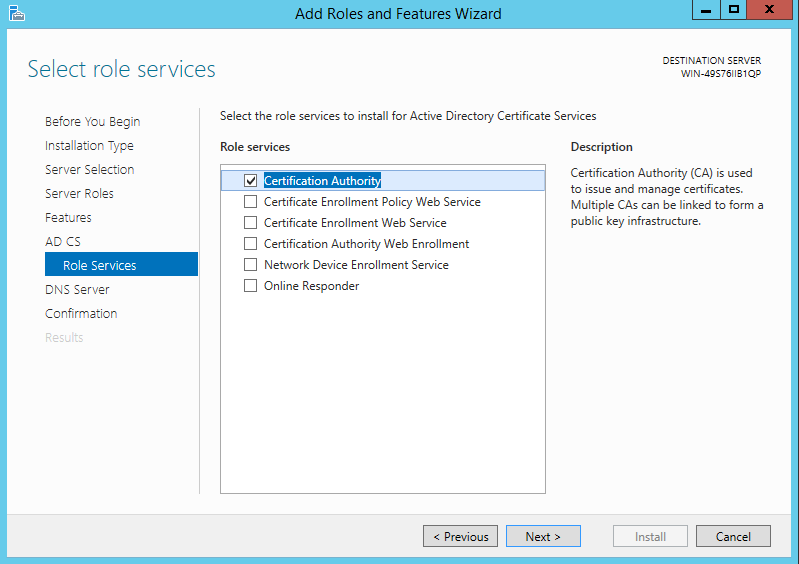 Add Roles and Features Wizard
Select role services
DESTINATION SERVER
WIN-49S76IIB1QP
Before You Begin
Installation Type
Server Selection
Server Roles
Features
AD CS
Role Services
DNS Server
Confirmation
Results
Select the role services to install for Active Directory Certificate Services
Role services
Certification Authority
Certificate Enrollment Policy Web Service
Certificate Enrollment Web Service
Certification Authority Web Enrollment
Network Device Enrollment Service
Online Responder
Description
Certification Authority (CA) is used
to issue and manage certificates.
Multiple CAs can be linked to form a
public key infrastructure.
< Previous
Next >
Install
Cancel